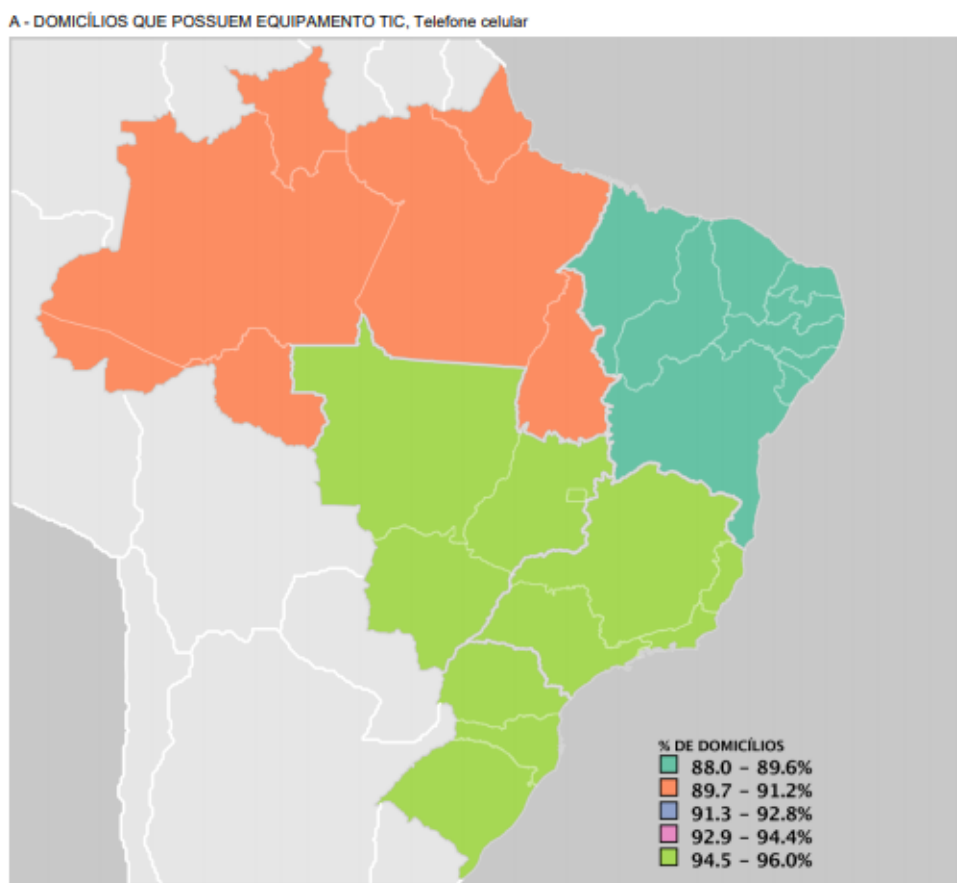 A - DOMICÍLIOS QUE POSSUEM EQUIPAMENTO TIC, Telefone celular
% DE DOMICÍLIOS
88.0 – 89.6%
89.7 – 91.2%
91.3 – 92.8%
92.9 – 94.4%
94.5 – 96.0%